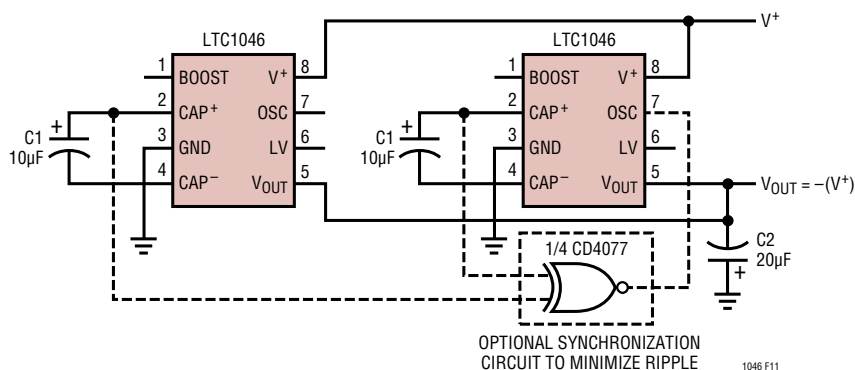 V+
LTC1046
1 BOOST V+ 8
2 CAP+ OSC 7
3 GND LV 6
4 CAP− VOUT 5
C1
10µF
+
LTC1046
1 BOOST V+ 8
2 CAP+ OSC 7
3 GND LV 6
4 CAP− VOUT 5
C1
10µF
+
VOUT = −(V+)
C2
20µF
+
1/4 CD4077
OPTIONAL SYNCHRONIZATION
CIRCUIT TO MINIMIZE RIPPLE
1046 F11